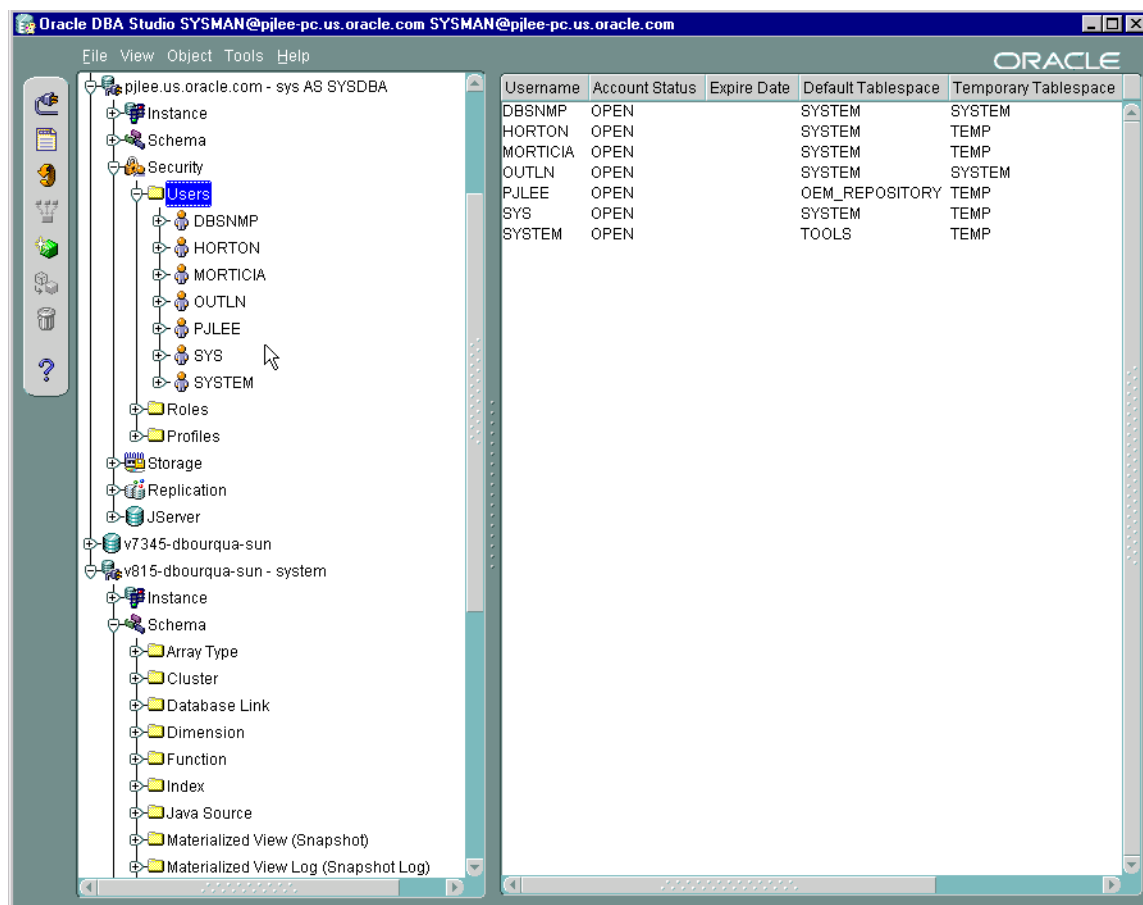 Oracle DBA Studio SYSMAN@pjlee-pc.us.oracle.com SYSMAN@pjlee-pc.us.oracle.com
File View Object Tools Help
ORACLE
pjlee.us.oracle.com - sys AS SYSDBA
Instance
Schema
Security
Users
DBSNMP
HORTON
MORTICIA
OUTLN
PJLEE
SYS
SYSTEM
Roles
Profiles
Storage
Replication
JServer
v7345-dbourqua-sun
v815-dbourqua-sun - system
Instance
Schema
Array Type
Cluster
Database Link
Dimension
Function
Index
Java Source
Materialized View (Snapshot)
Materialized View Log (Snapshot Log)
Username Account Status Expire Date Default Tablespace Temporary Tablespace
DBSNMP OPEN SYSTEM SYSTEM
HORTON OPEN SYSTEM TEMP
MORTICIA OPEN SYSTEM TEMP
OUTLN OPEN SYSTEM SYSTEM
PJLEE OPEN OEM_REPOSITORY TEMP
SYS OPEN SYSTEM TEMP
SYSTEM OPEN TOOLS TEMP